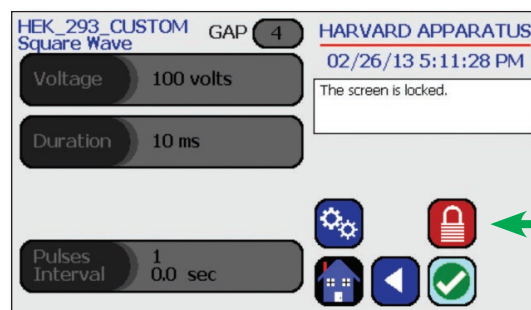 HEK_293_CUSTOM
Square Wave
GAP 4
Voltage 100 volts
Duration 10 ms
Pulses 1
Interval 0.0 sec
HARVARD APPARATUS
02/26/13 5:11:28 PM
The screen is locked.